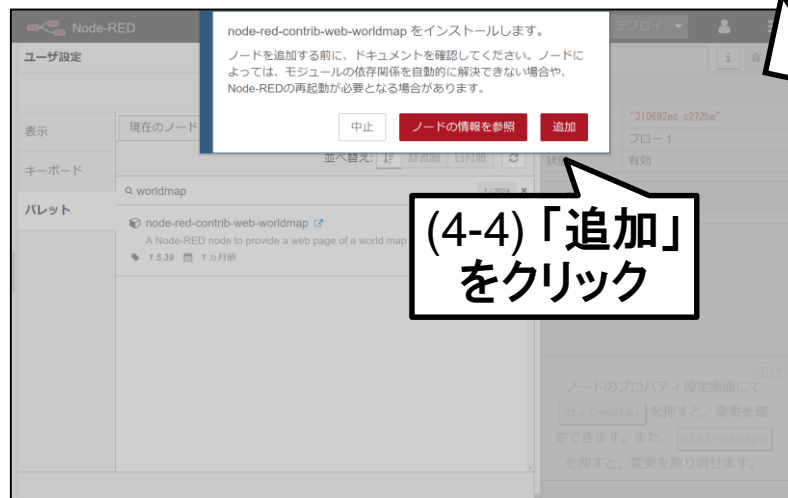 Node-RED
デプロイ
ユーザ設定
node-red-contrib-web-worldmap をインストールします。
ノードを追加する前に、ドキュメントを確認してください。ノードに
よっては、モジュールの依存関係を自動的に解決できない場合や、
Node-REDの再起動が必要となる場合があります。
中止
ノードの情報を参照
追加
表示
キーボード
パレット
現在のノード
並べ替え:
辞書順
日付順
worldmap
1 / 2024
node-red-contrib-web-worldmap
A Node-RED node to provide a web page of a world map
1.5.39
1 カ月前
"310692ec.c272be"
フロー 1
状態
有効
(4-4)「追加」
をクリック
ノードのプロパティ設定画面にて
ctrl-enter を押すと、変更を確
定できます。また、 ctrl-escape
を押すと、変更を取り消せます。